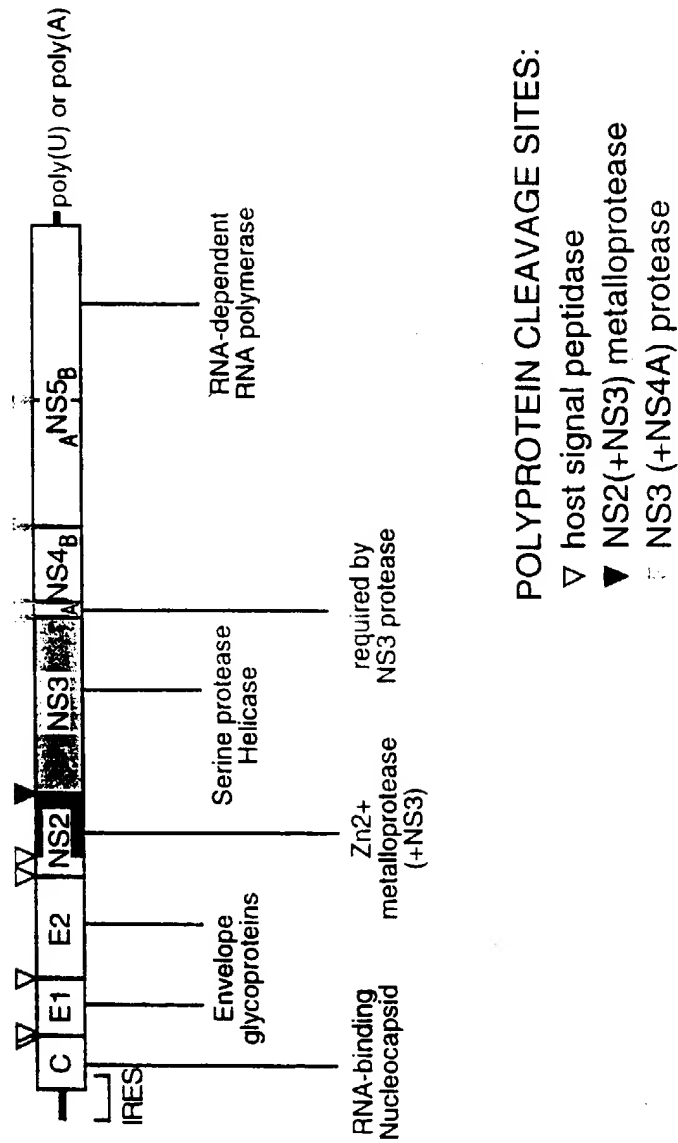 C
E1
E2
NS2
NS3
A
NS4B
A
NS5B
poly(U) or poly(A)
IRES
Envelope
glycoproteins
Serine protease
Helicase
RNA-dependent
RNA polymerase
RNA-binding
Nucleocapsid
Zn2+
metalloprotease
(+NS3)
required by
NS3 protease
POLYPROTEIN CLEAVAGE SITES:
▽ host signal peptidase
▼ NS2(+NS3) metalloprotease
NS3 (+NS4A) protease